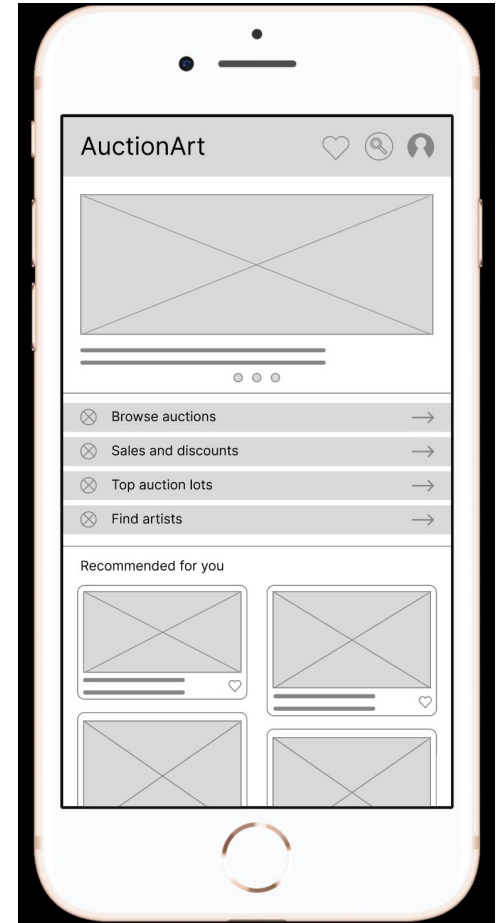 AuctionArt
Browse auctions
Sales and discounts
Top auction lots
Find artists
Recommended for you